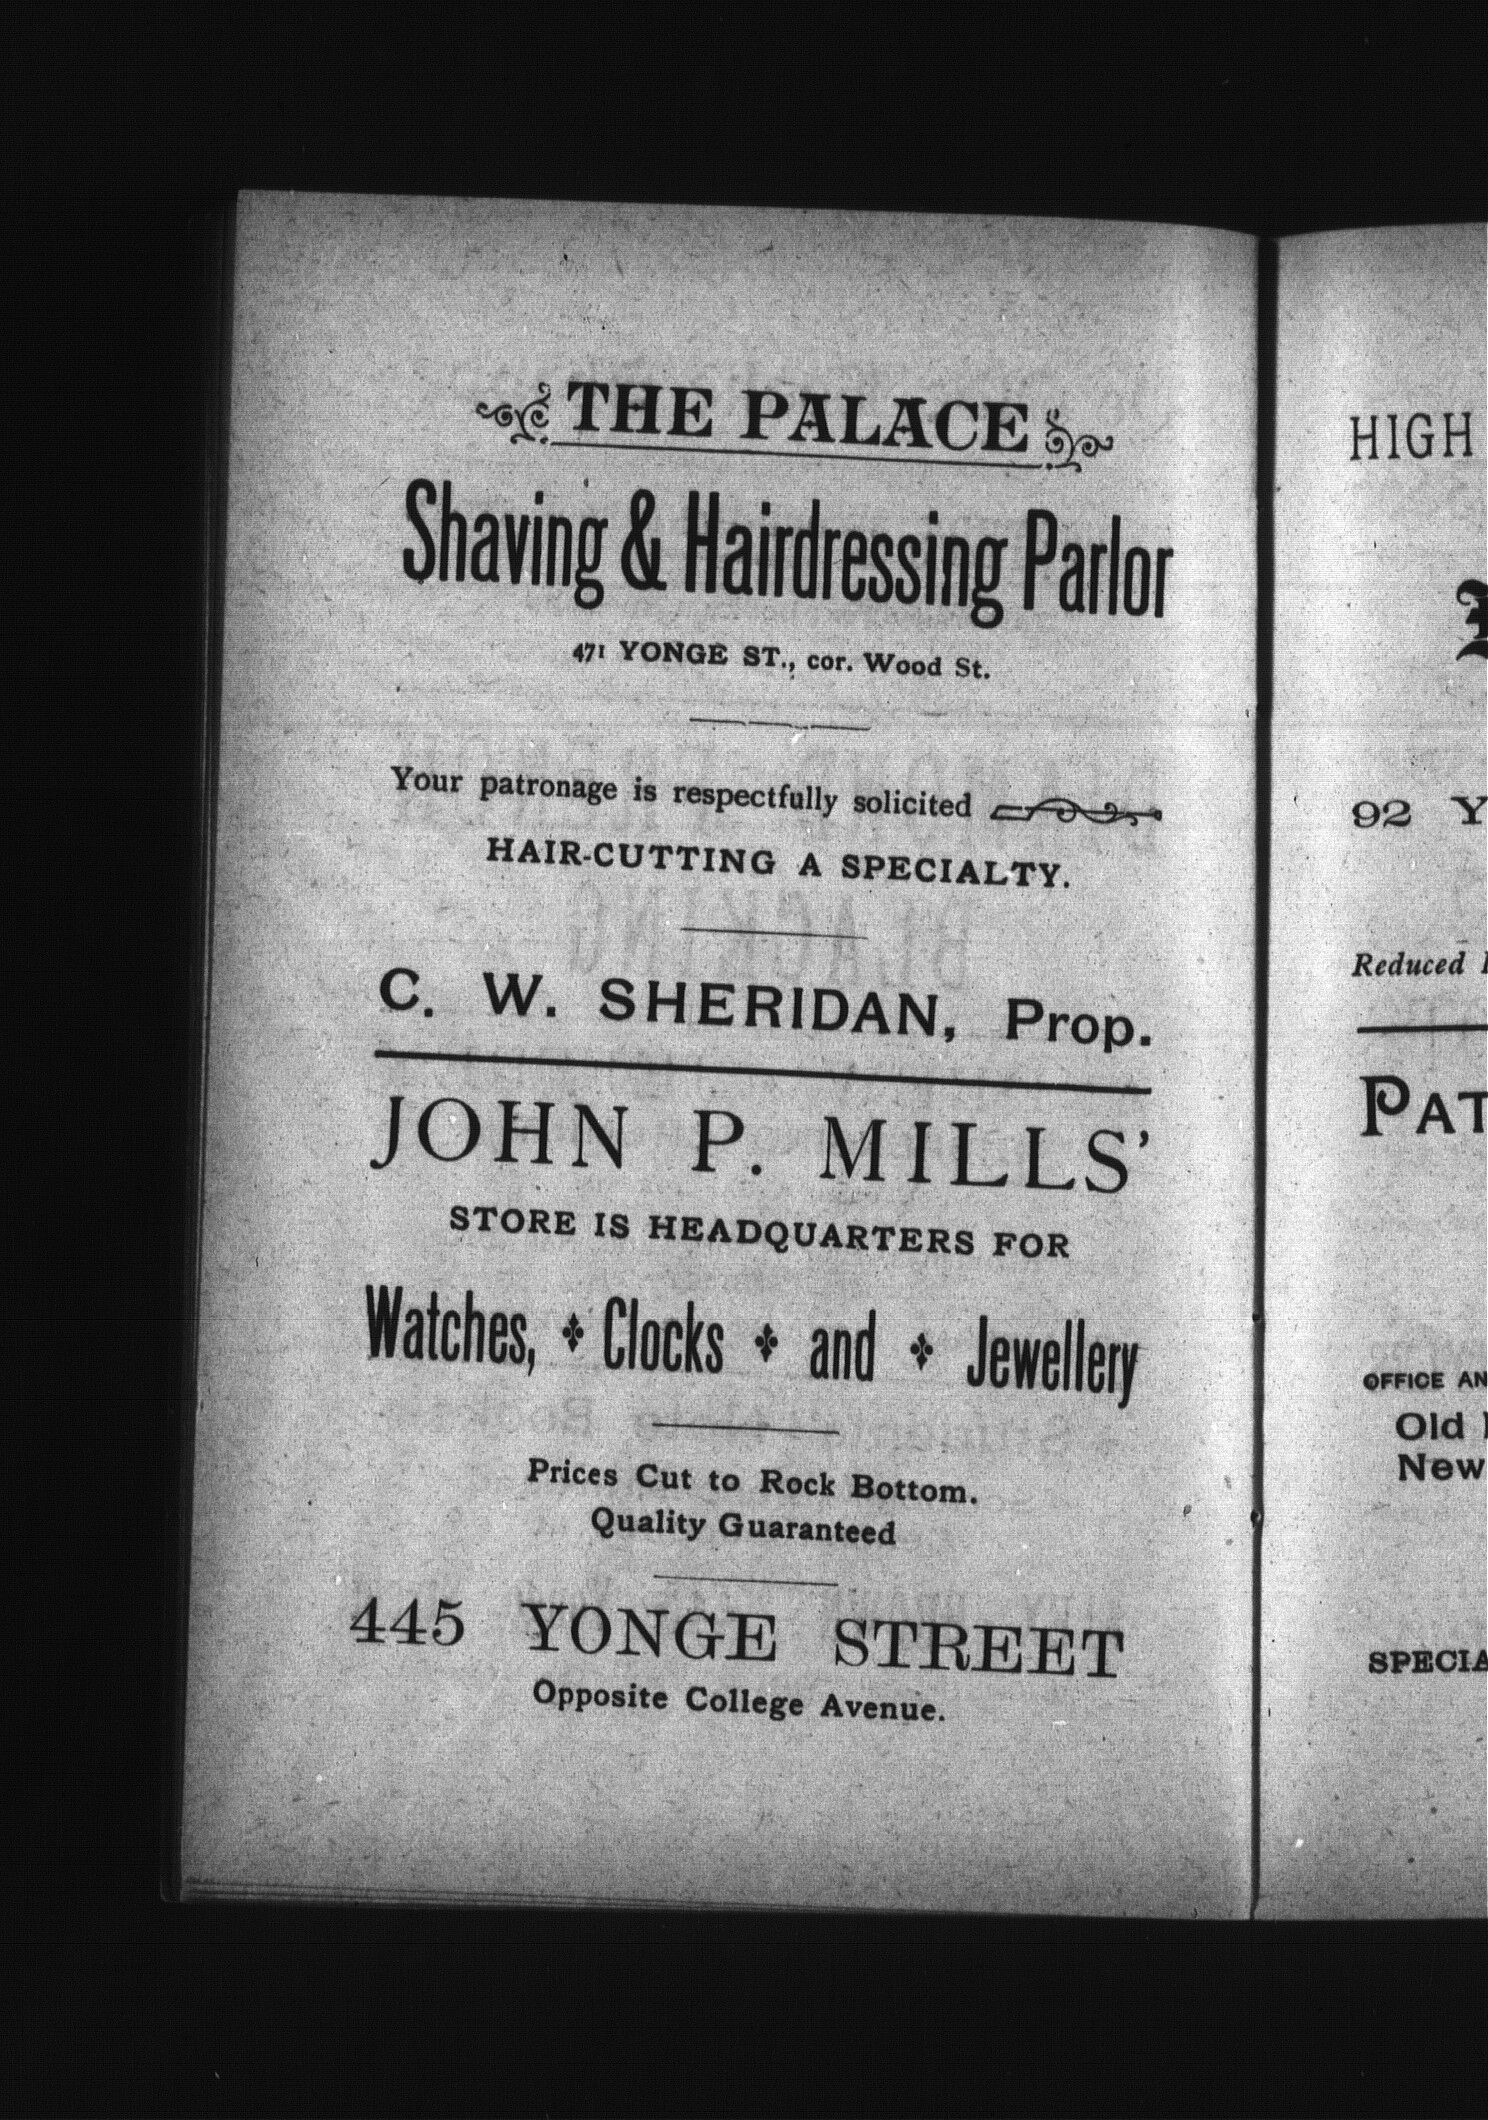 THE PALACE
Shaving & Hairdressing Parlor
471 YONGE ST., cor. Wood St.
Your patronage is respectfully solicited
HAIR-CUTTING A SPECIALTY.
C. W. SHERIDAN, Prop.
JOHN P. MILLS'
STORE IS HEADQUARTERS FOR
Watches, Clocks and Jewellery
Prices Cut to Rock Bottom.
Quality Guaranteed
445 YONGE STREET
Opposite College Avenue.
HIGH
92 Y
Reduced
PAT
OFFICE AN
Old
New
SPECIA